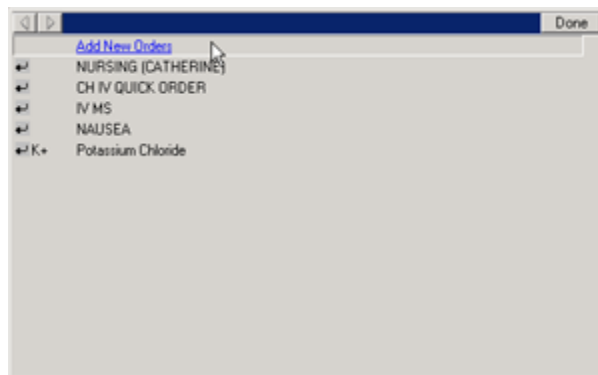 Done
Add New Orders
NURSING (CATHERINE)
CH IV QUICK ORDER
IV MS
NAUSEA
K+ Potassium Chloride